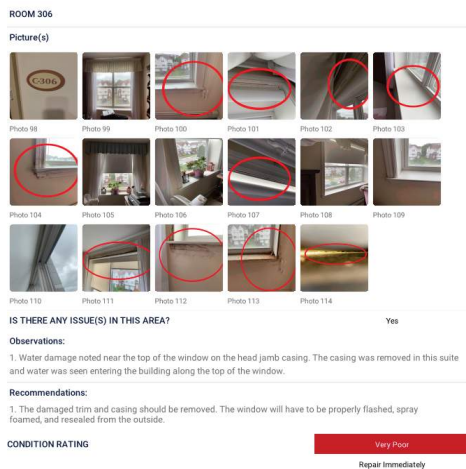 ROOM 306
Picture(s)
C-306
Photo 98 Photo 99 Photo 100 Photo 101 Photo 102 Photo 103
Photo 104 Photo 105 Photo 106 Photo 107 Photo 108 Photo 109
Photo 110 Photo 111 Photo 112 Photo 113 Photo 114
IS THERE ANY ISSUE(S) IN THIS AREA? Yes
Observations:
1. Water damage noted near the top of the window on the head jamb casing. The casing was removed in this suite
and water was seen entering the building along the top of the window.
Recommendations:
1. The damaged trim and casing should be removed. The window will have to be properly flashed, spray
foamed, and resealed from the outside.
CONDITION RATING Very Poor
Repair Immediately